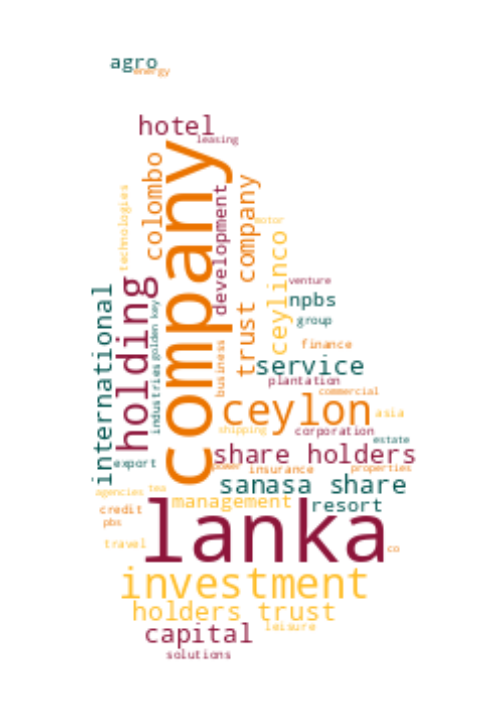 agro
energy
hotel
leasing
company
colombo
technologies
development
trust company
motor
ceylinco
holding
international
industries
golden key
business
venture
npbs
group
finance
service
plantation
commercial
ceylon
asia
shipping
corporation
estate
share holders
export
power
insurance
properties
sanasa share
agencies
tea
management
resort
credit
pbs
lanka
travel
co
investment
holders trust
leisure
capital
solutions